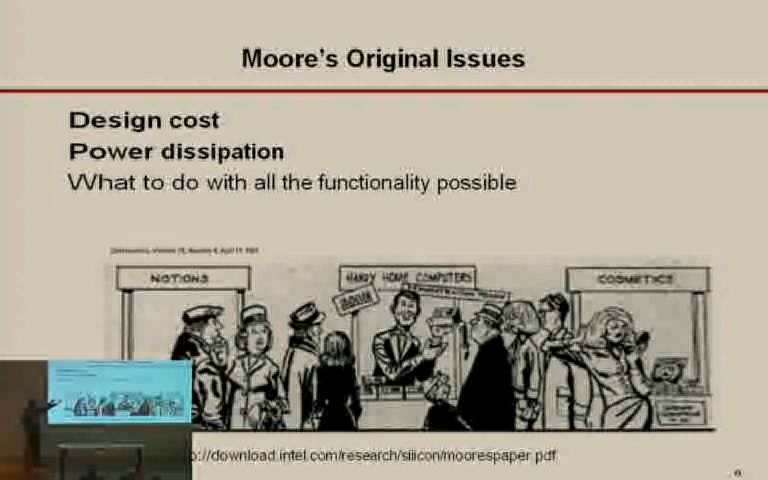 Moore's Original Issues
Design cost
Power dissipation
What to do with all the functionality possible
NOTIONS
HANDY HOME COMPUTERS
COSMETICS
://download.intel.com/research/silicon/moorespaper.pdf